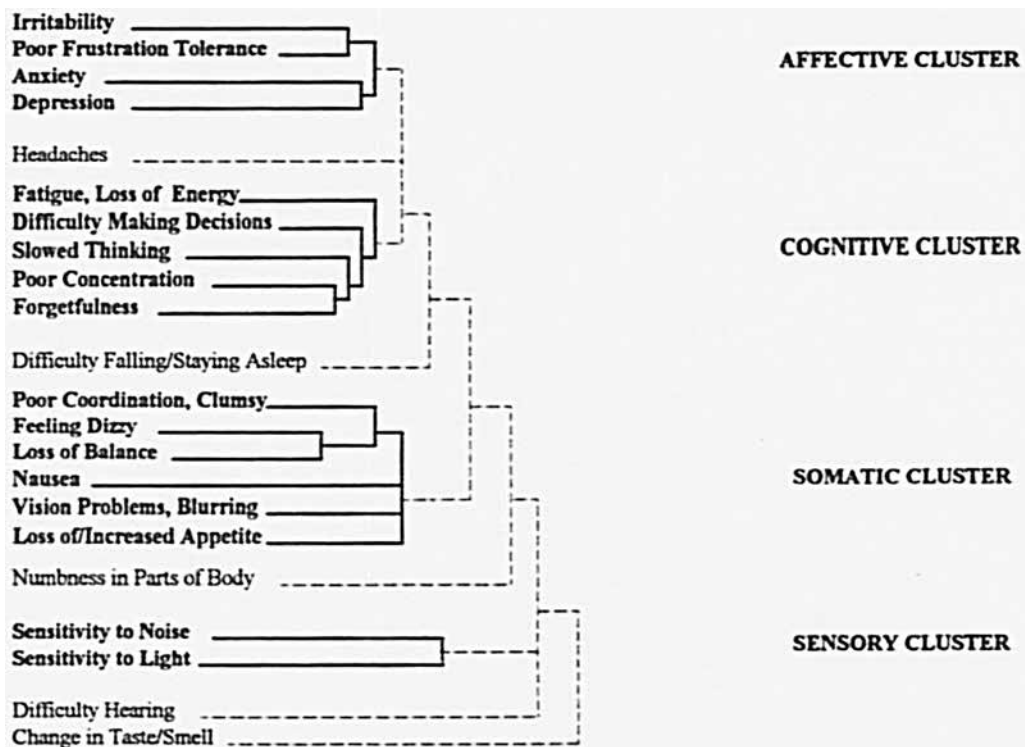 Irritability
Poor Frustration Tolerance
AFFECTIVE CLUSTER
Anxiety
Depression
Headaches
Fatigue, Loss of Energy
Difficulty Making Decisions
COGNITIVE CLUSTER
Slowed Thinking
Poor Concentration
Forgetfulness
Difficulty Falling/Staying Asleep
Poor Coordination, Clumsy
Feeling Dizzy
Loss of Balance
Nausea
SOMATIC CLUSTER
Vision Problems, Blurring
Loss of/Increased Appetite
Numbness in Parts of Body
Sensitivity to Noise
SENSORY CLUSTER
Sensitivity to Light
Difficulty Hearing
Change in Taste/Smell